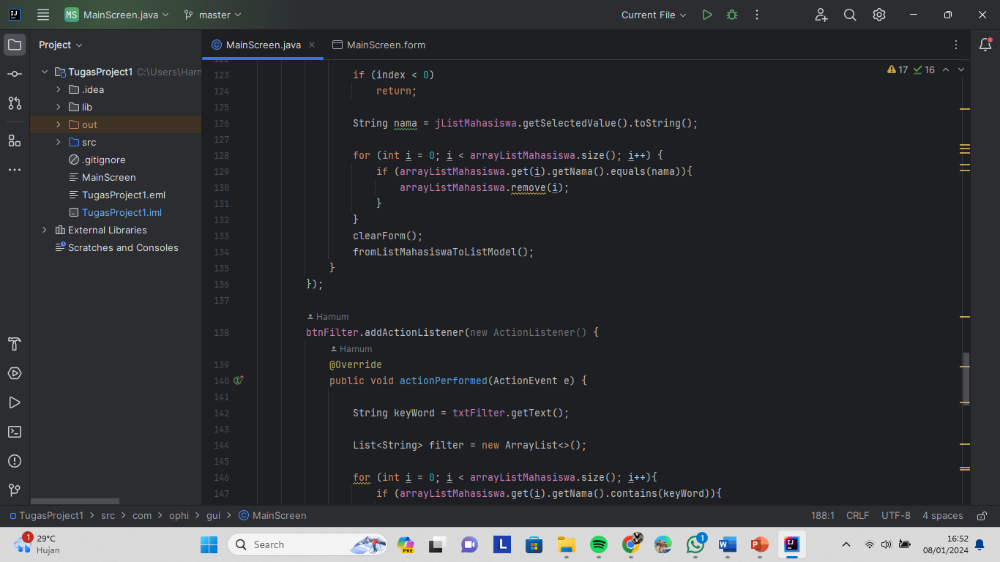 MS MainScreen.java master Current File
Project
MainScreen.java MainScreen.form
TugasProject1 C:\Users\Harn
.idea
lib
out
src
.gitignore
MainScreen
TugasProject1.eml
TugasProject1.iml
External Libraries
Scratches and Consoles
17 16
123 if (index < 0)
124 return;
125
126 String nama = jListMahasiswa.getSelectedValue().toString();
127
128 for (int i = 0; i < arrayListMahasiswa.size(); i++) {
129 if (arrayListMahasiswa.get(i).getNama().equals(nama)){
130 arrayListMahasiswa.remove(i);
131 }
132 }
133 clearForm();
134 fromListMahasiswaToListModel();
135 }
136 });
137
Harnum
138 btnFilter.addActionListener(new ActionListener() {
Harnum
139 @Override
140 public void actionPerformed(ActionEvent e) {
141
142 String keyWord = txtFilter.getText();
143
144 List<String> filter = new ArrayList<>();
145
146 for (int i = 0; i < arrayListMahasiswa.size(); i++){
147 if (arrayListMahasiswa.get(i).getNama().contains(keyWord)){
TugasProject1 > src > com > ophi > gui > MainScreen 188:1 CRLF UTF-8 4 spaces
1 29°C
Hujan
Search
PRE
L
1
W
P
IJ
16:52
08/01/2024